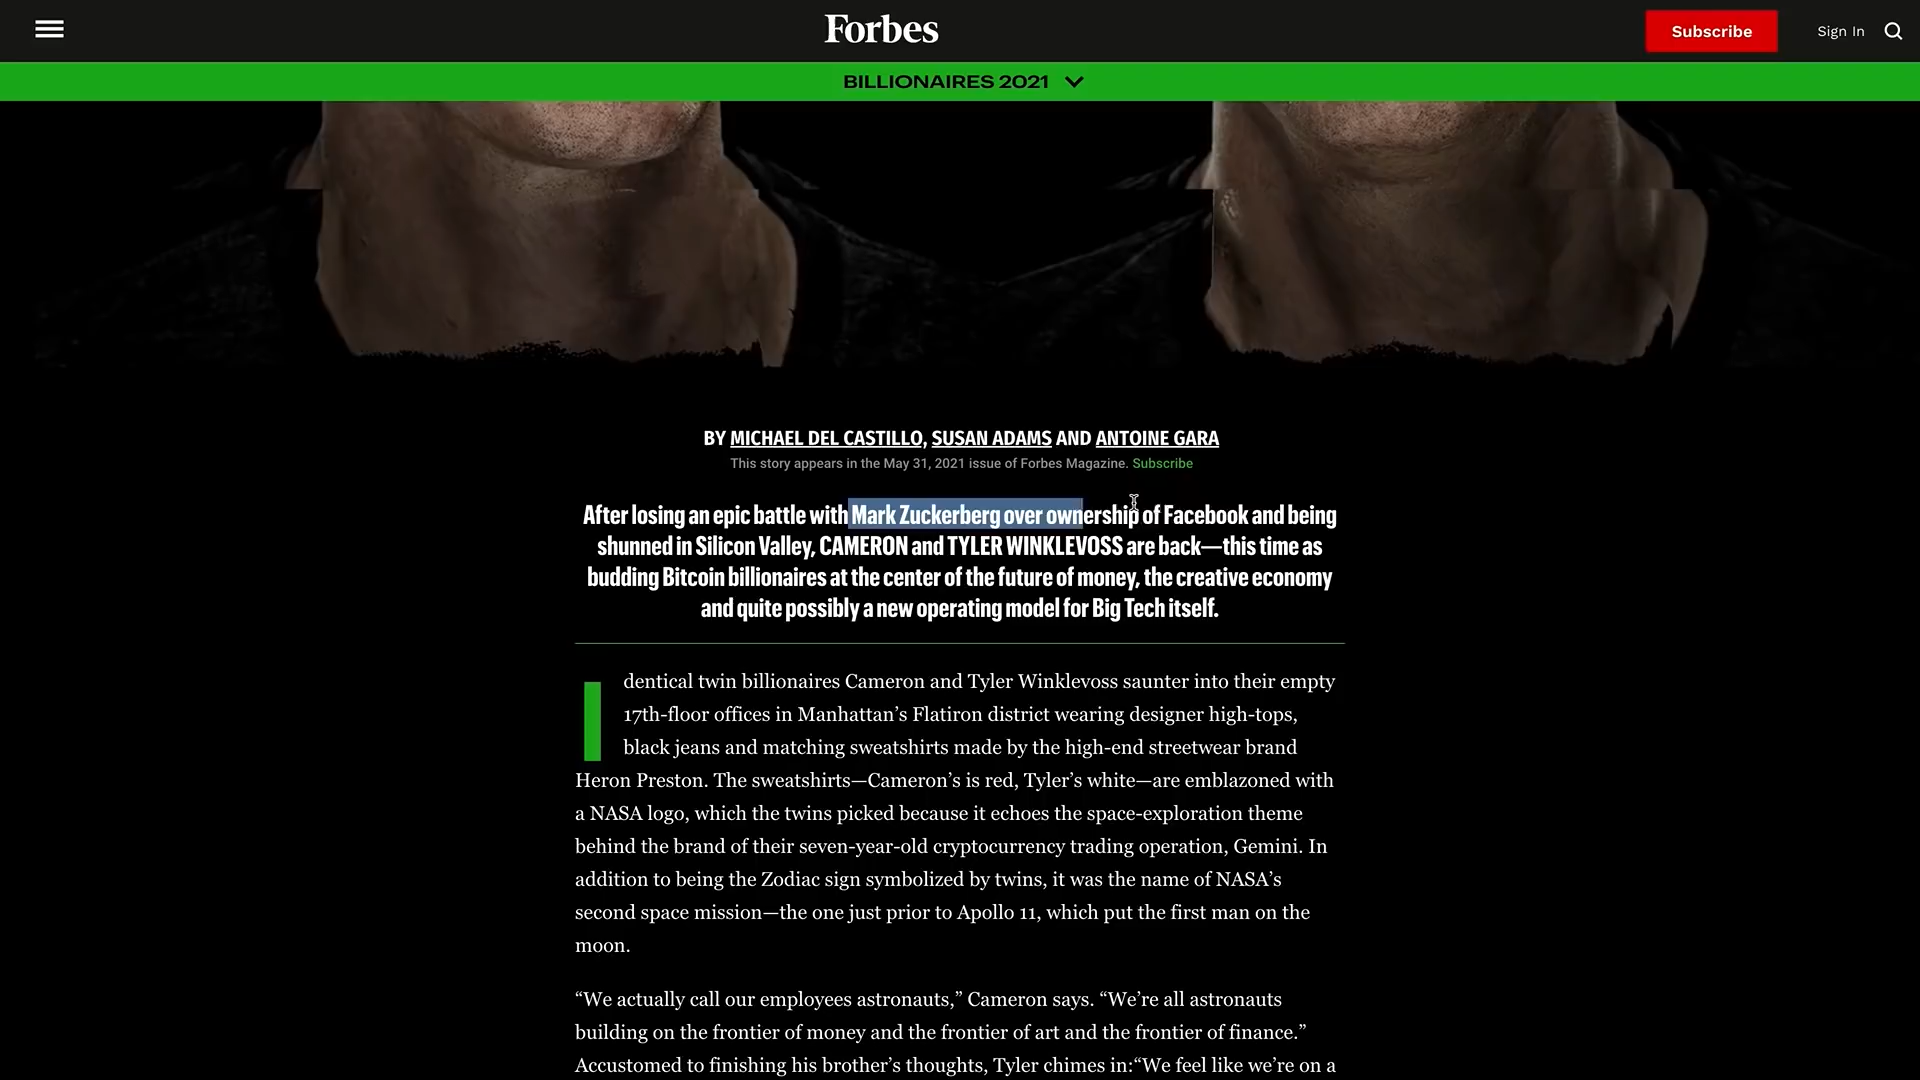 Forbes
Subscribe
Sign In
BILLIONAIRES 2021
BY MICHAEL DEL CASTILLO, SUSAN ADAMS AND ANTOINE GARA
This story appears in the May 31, 2021 issue of Forbes Magazine. Subscribe
After losing an epic battle with Mark Zuckerberg over ownership of Facebook and being
shunned in Silicon Valley, CAMERON and TYLER WINKLEVOSS are back—this time as
budding Bitcoin billionaires at the center of the future of money, the creative economy
and quite possibly a new operating model for Big Tech itself.
Identical twin billionaires Cameron and Tyler Winklevoss saunter into their empty
17th-floor offices in Manhattan’s Flatiron district wearing designer high-tops,
black jeans and matching sweatshirts made by the high-end streetwear brand
Heron Preston. The sweatshirts—Cameron’s is red, Tyler’s white—are emblazoned with
a NASA logo, which the twins picked because it echoes the space-exploration theme
behind the brand of their seven-year-old cryptocurrency trading operation, Gemini. In
addition to being the Zodiac sign symbolized by twins, it was the name of NASA’s
second space mission—the one just prior to Apollo 11, which put the first man on the
moon.
“We actually call our employees astronauts,” Cameron says. “We’re all astronauts
building on the frontier of money and the frontier of art and the frontier of finance.”
Accustomed to finishing his brother’s thoughts, Tyler chimes in:“We feel like we’re on a